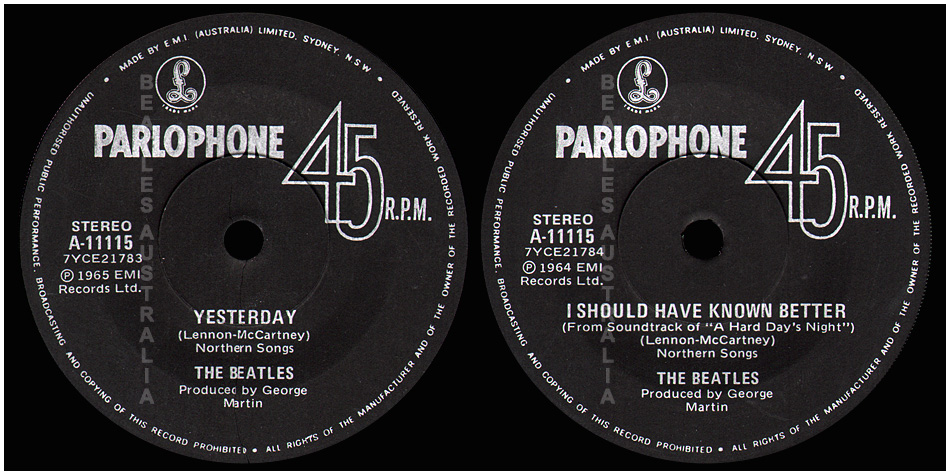 MADE BY E M I (AUSTRALIA) LIMITED, SYDNEY, N S W
£
TRADE MARK
PARLOPHONE
45
R.P.M.
STEREO
A-11115
7YCE21783
Ⓟ 1965 EMI
Records Ltd.
YESTERDAY
(Lennon-McCartney)
Northern Songs
THE BEATLES
Produced by George
Martin
UNAUTHORISED PUBLIC PERFORMANCE, BROADCASTING AND COPYING OF THIS RECORD PROHIBITED • ALL RIGHTS OF THE MANUFACTURER AND OF THE OWNER OF THE RECORDED WORK RESERVED
BEATLES AUSTRALIA
MADE BY E M I (AUSTRALIA) LIMITED, SYDNEY, N S W
£
TRADE MARK
PARLOPHONE
45
R.P.M.
STEREO
A-11115
7YCE21784
Ⓟ 1964 EMI
Records Ltd.
I SHOULD HAVE KNOWN BETTER
(From Soundtrack of "A Hard Day's Night")
(Lennon-McCartney)
Northern Songs
THE BEATLES
Produced by George
Martin
UNAUTHORISED PUBLIC PERFORMANCE, BROADCASTING AND COPYING OF THIS RECORD PROHIBITED • ALL RIGHTS OF THE MANUFACTURER AND OF THE OWNER OF THE RECORDED WORK RESERVED
BEATLES AUSTRALIA